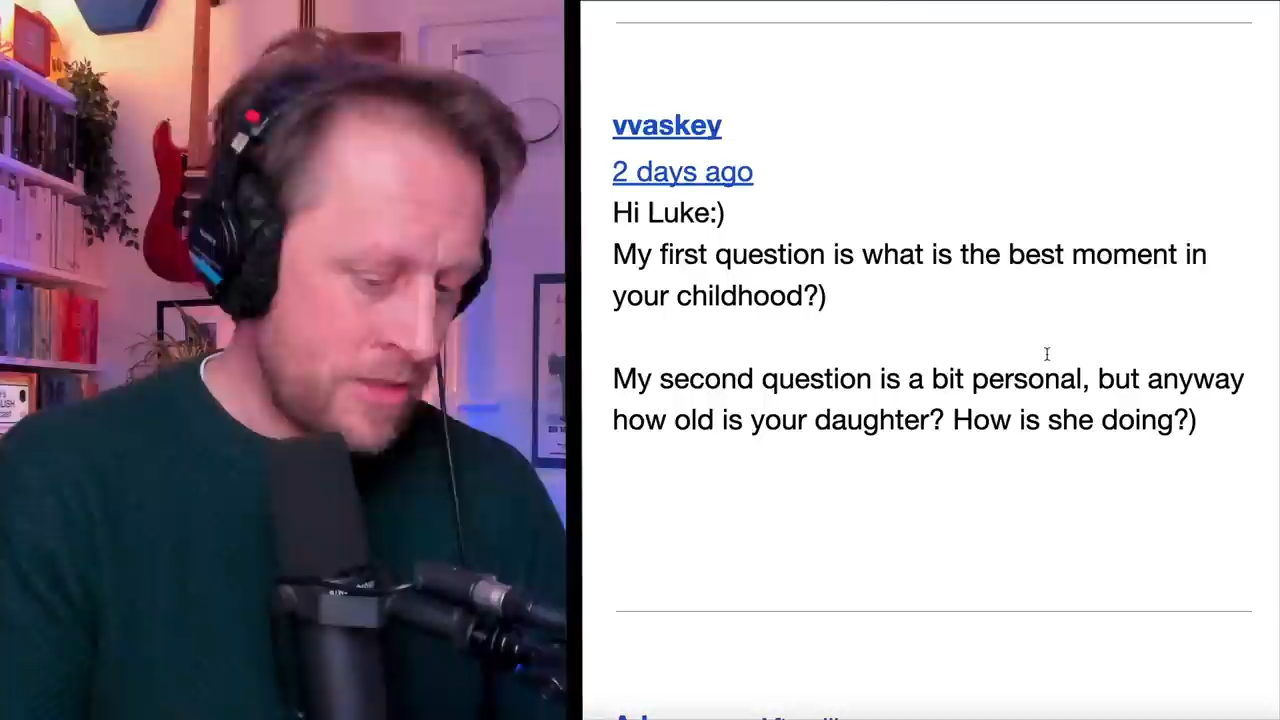 vvaskey
2 days ago
Hi Luke:)
My first question is what is the best moment in
your childhood?)
My second question is a bit personal, but anyway
how old is your daughter? How is she doing?)